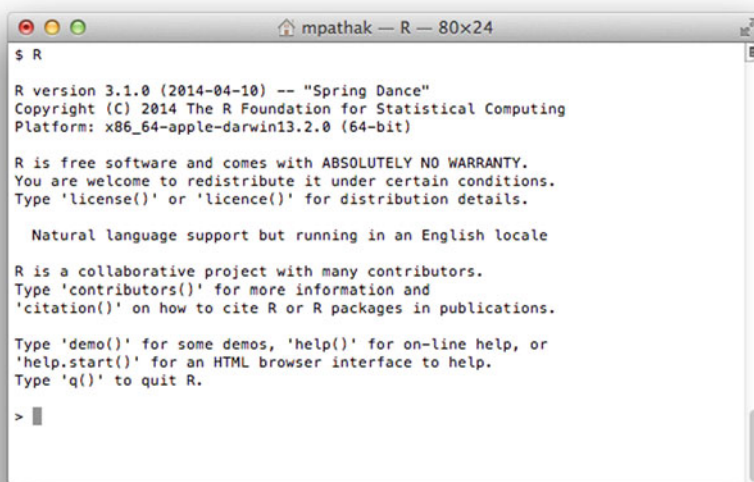 mpathak — R — 80×24
$ R
R version 3.1.0 (2014-04-10) -- "Spring Dance"
Copyright (C) 2014 The R Foundation for Statistical Computing
Platform: x86_64-apple-darwin13.2.0 (64-bit)
R is free software and comes with ABSOLUTELY NO WARRANTY.
You are welcome to redistribute it under certain conditions.
Type 'license()' or 'licence()' for distribution details.
Natural language support but running in an English locale
R is a collaborative project with many contributors.
Type 'contributors()' for more information and
'citation()' on how to cite R or R packages in publications.
Type 'demo()' for some demos, 'help()' for on-line help, or
'help.start()' for an HTML browser interface to help.
Type 'q()' to quit R.
>